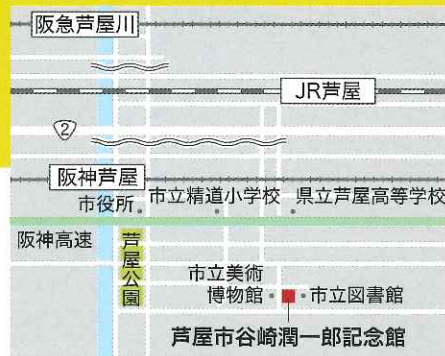 阪急芦屋川
JR芦屋
2
阪神芦屋
市役所
市立精道小学校
県立芦屋高等学校
阪神高速
芦屋公園
市立美術
博物館
市立図書館
芦屋市谷崎潤一郎記念館